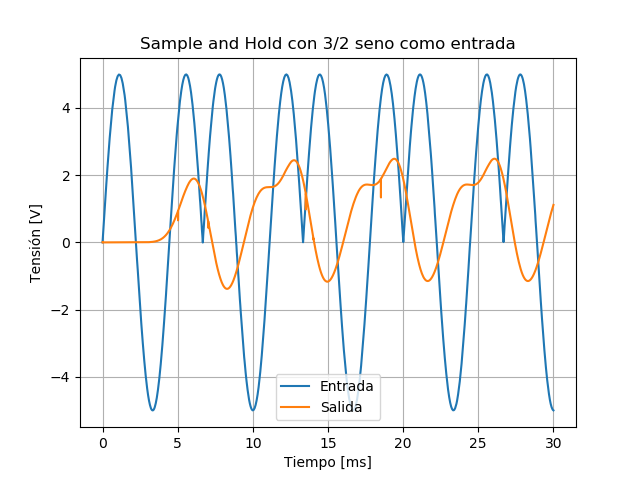 Sample and Hold con 3/2 seno como entrada
Tensión [V]
4
2
0
−2
−4
Entrada
Salida
0
5
10
15
20
25
30
Tiempo [ms]